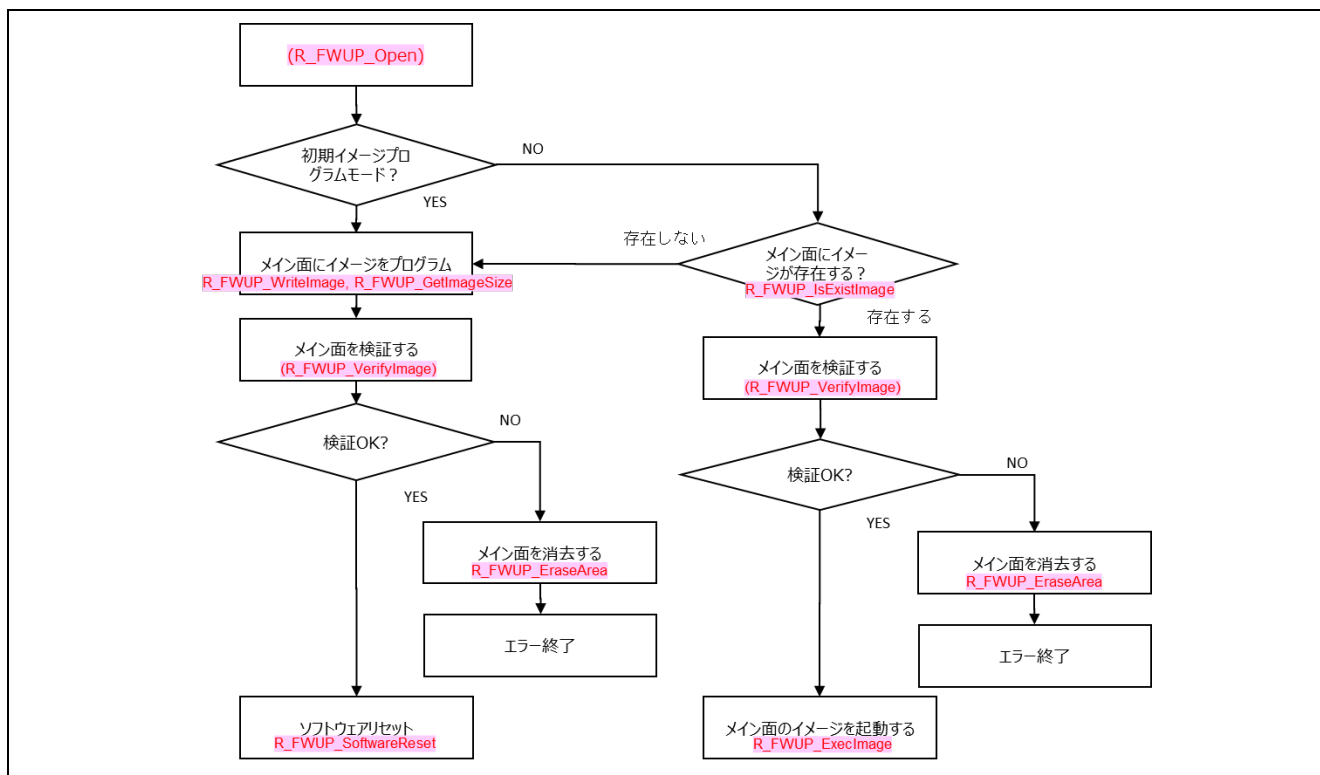 (R_FWUP_Open)
初期イメージプロ
グラムモード？
NO
YES
メイン面にイメージをプログラム
R_FWUP_WriteImage, R_FWUP_GetImageSize
存在しない
メイン面にイメー
ジが存在する？
R_FWUP_IsExistImage
存在する
メイン面を検証する
(R_FWUP_VerifyImage)
メイン面を検証する
(R_FWUP_VerifyImage)
検証OK?
NO
YES
検証OK?
NO
YES
メイン面を消去する
R_FWUP_EraseArea
メイン面を消去する
R_FWUP_EraseArea
エラー終了
エラー終了
ソフトウェアリセット
R_FWUP_SoftwareReset
メイン面のイメージを起動する
R_FWUP_ExecImage